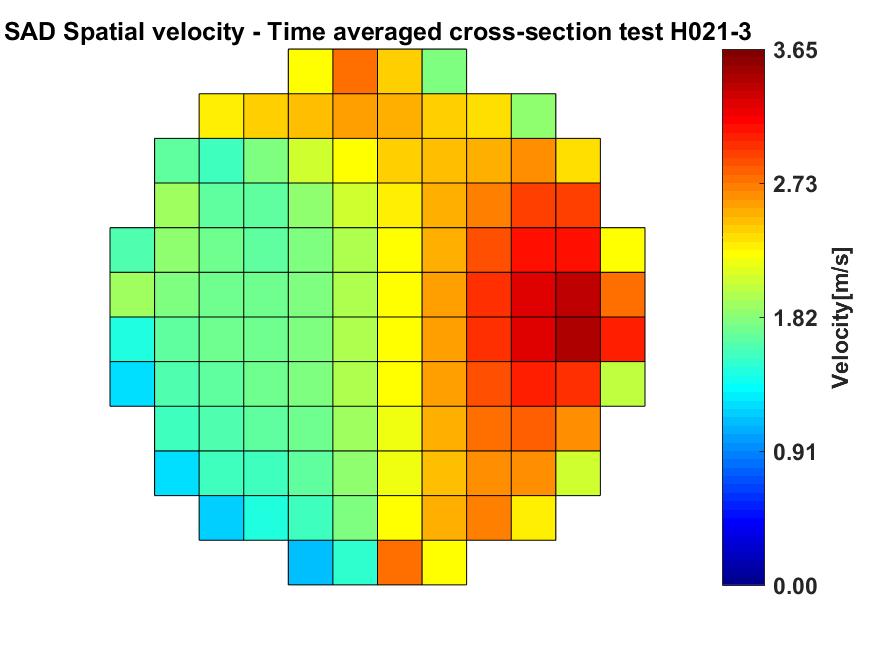 SAD Spatial velocity - Time averaged cross-section test H021-3
3.65
2.73
1.82
0.91
0.00
Velocity[m/s]